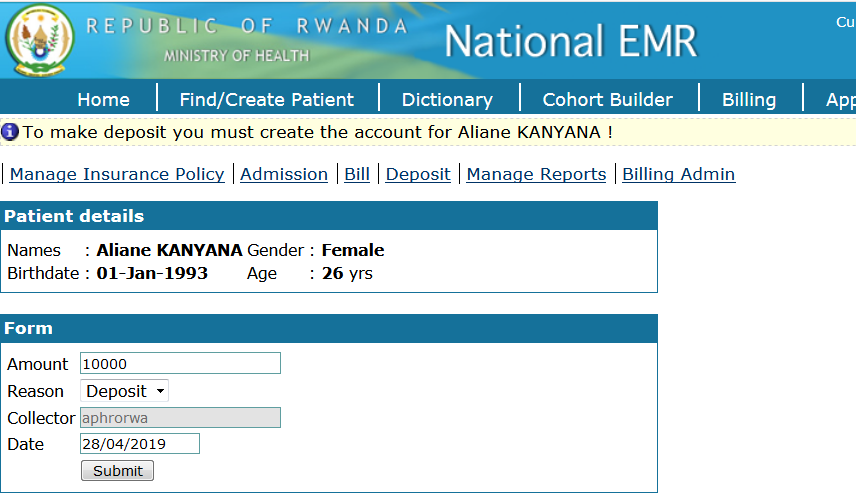 REPUBLIC OF RWANDA
MINISTRY OF HEALTH
National EMR
Cu
Home Find/Create Patient Dictionary Cohort Builder Billing App
To make deposit you must create the account for Aliane KANYANA !
Manage Insurance Policy Admission Bill Deposit Manage Reports Billing Admin
Patient details
Names : Aliane KANYANA Gender : Female
Birthdate : 01-Jan-1993 Age : 26 yrs
Form
Amount 10000
Reason Deposit
Collector aphrorwa
Date 28/04/2019
Submit